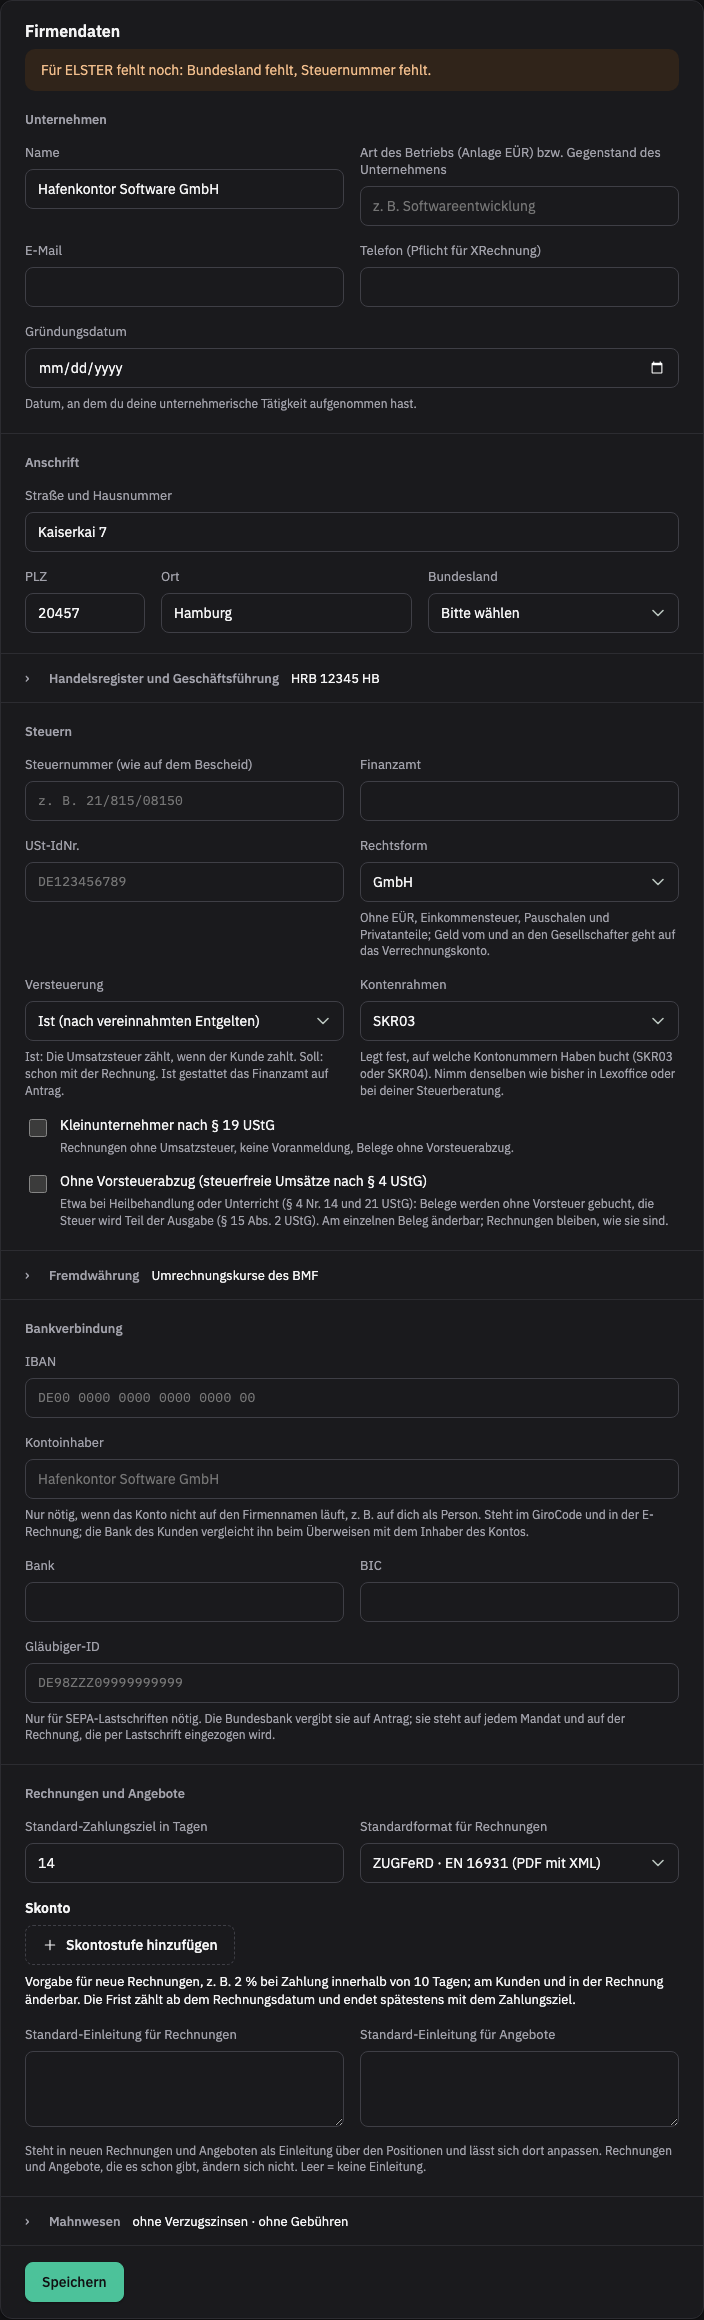 Firmendaten
Für ELSTER fehlt noch: Bundesland fehlt, Steuernummer fehlt.
Unternehmen
Name
Hafenkontor Software GmbH
Art des Betriebs (Anlage EÜR) bzw. Gegenstand des
Unternehmens
z. B. Softwareentwicklung
E-Mail
Telefon (Pflicht für XRechnung)
Gründungsdatum
mm/dd/yyyy
Datum, an dem du deine unternehmerische Tätigkeit aufgenommen hast.
Anschrift
Straße und Hausnummer
Kaiserkai 7
PLZ
Ort
Bundesland
20457
Hamburg
Bitte wählen
Handelsregister und Geschäftsführung HRB 12345 HB
Steuern
Steuernummer (wie auf dem Bescheid)
Finanzamt
z. B. 21/815/08150
USt-IdNr.
Rechtsform
DE123456789
GmbH
Ohne EÜR, Einkommensteuer, Pauschalen und
Privatanteile; Geld vom und an den Gesellschafter geht auf
das Verrechnungskonto.
Versteuerung
Ist (nach vereinnahmten Entgelten)
Ist: Die Umsatzsteuer zählt, wenn der Kunde zahlt. Soll:
schon mit der Rechnung. Ist gestattet das Finanzamt auf
Antrag.
Kontenrahmen
SKR03
Legt fest, auf welche Kontonummern Haben bucht (SKR03
oder SKR04). Nimm denselben wie bisher in Lexoffice oder
bei deiner Steuerberatung.
Kleinunternehmer nach § 19 UStG
Rechnungen ohne Umsatzsteuer, keine Voranmeldung, Belege ohne Vorsteuerabzug.
Ohne Vorsteuerabzug (steuerfreie Umsätze nach § 4 UStG)
Etwa bei Heilbehandlung oder Unterricht (§ 4 Nr. 14 und 21 UStG): Belege werden ohne Vorsteuer gebucht, die
Steuer wird Teil der Ausgabe (§ 15 Abs. 2 UStG). Am einzelnen Beleg änderbar; Rechnungen bleiben, wie sie sind.
Fremdwährung Umrechnungskurse des BMF
Bankverbindung
IBAN
DE00 0000 0000 0000 0000 00
Kontoinhaber
Hafenkontor Software GmbH
Nur nötig, wenn das Konto nicht auf den Firmennamen läuft, z. B. auf dich als Person. Steht im GiroCode und in der E-
Rechnung; die Bank des Kunden vergleicht ihn beim Überweisen mit dem Inhaber des Kontos.
Bank
BIC
Gläubiger-ID
DE98ZZZ09999999999
Nur für SEPA-Lastschriften nötig. Die Bundesbank vergibt sie auf Antrag; sie steht auf jedem Mandat und auf der
Rechnung, die per Lastschrift eingezogen wird.
Rechnungen und Angebote
Standard-Zahlungsziel in Tagen
Standardformat für Rechnungen
14
ZUGFeRD · EN 16931 (PDF mit XML)
Skonto
+ Skontostufe hinzufügen
Vorgabe für neue Rechnungen, z. B. 2 % bei Zahlung innerhalb von 10 Tagen; am Kunden und in der Rechnung
änderbar. Die Frist zählt ab dem Rechnungsdatum und endet spätestens mit dem Zahlungsziel.
Standard-Einleitung für Rechnungen
Standard-Einleitung für Angebote
Steht in neuen Rechnungen und Angeboten als Einleitung über den Positionen und lässt sich dort anpassen. Rechnungen
und Angebote, die es schon gibt, ändern sich nicht. Leer = keine Einleitung.
Mahnwesen ohne Verzugszinsen · ohne Gebühren
Speichern